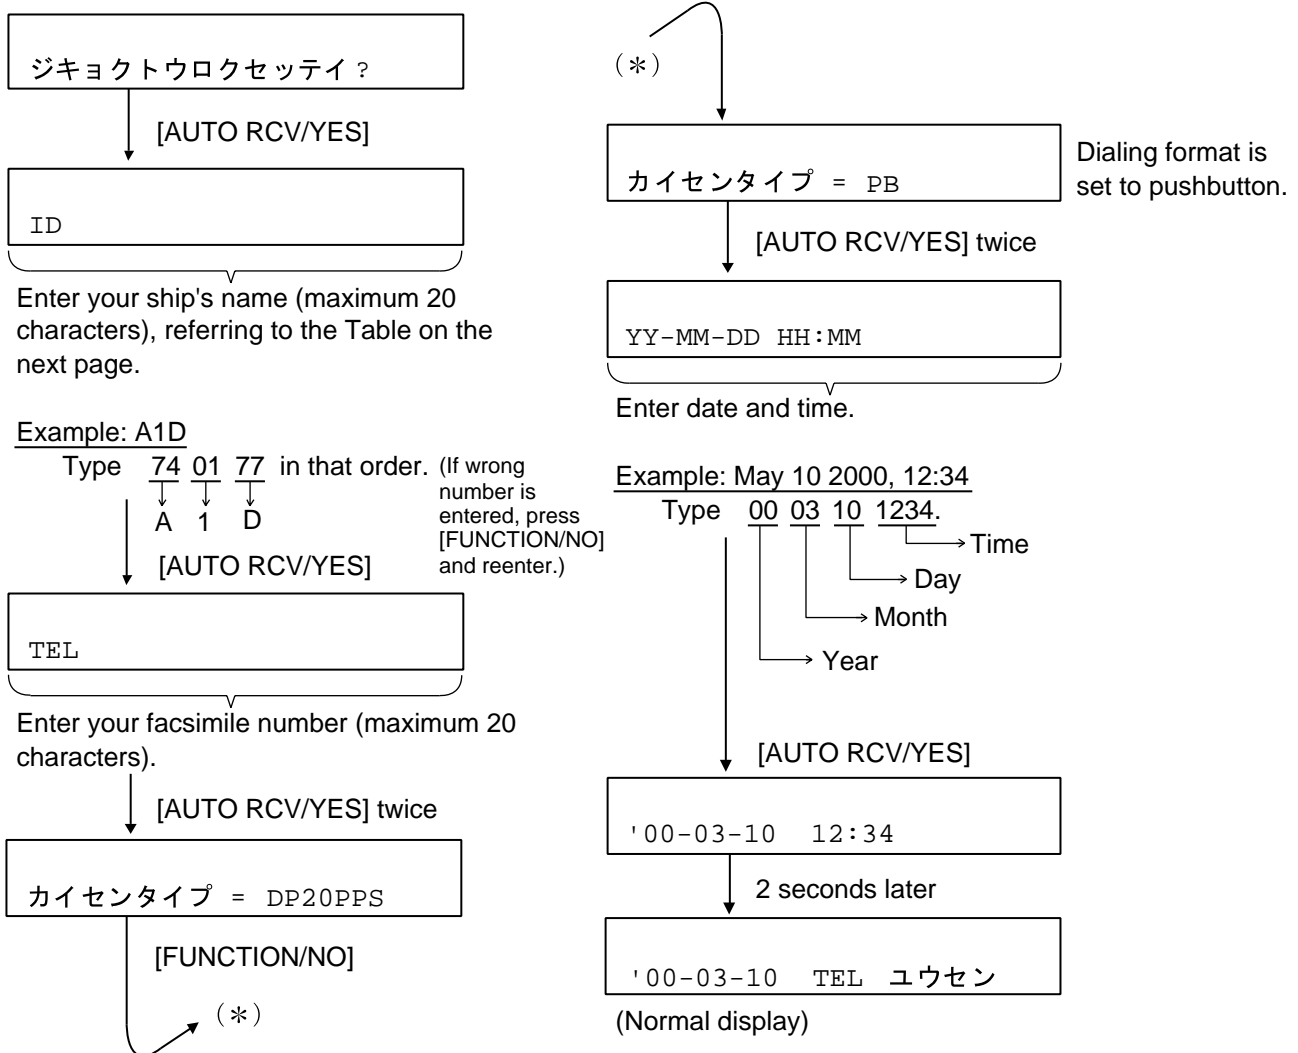 ジキョクトウロクセッテイ ?
[AUTO RCV/YES]
ID
Enter your ship's name (maximum 20
characters), referring to the Table on the
next page.
Example: A1D
Type 74 01 77 in that order.
(If wrong
number is
entered, press
[FUNCTION/NO]
and reenter.)
A 1 D
[AUTO RCV/YES]
TEL
Enter your facsimile number (maximum 20
characters).
[AUTO RCV/YES] twice
カイセンタイプ = DP20PPS
[FUNCTION/NO]
(*)
(*)
カイセンタイプ = PB
Dialing format is
set to pushbutton.
[AUTO RCV/YES] twice
YY-MM-DD HH:MM
Enter date and time.
Example: May 10 2000, 12:34
Type 00 03 10 1234.
Time
Day
Month
Year
[AUTO RCV/YES]
'00-03-10 12:34
2 seconds later
'00-03-10 TEL ユウセン
(Normal display)